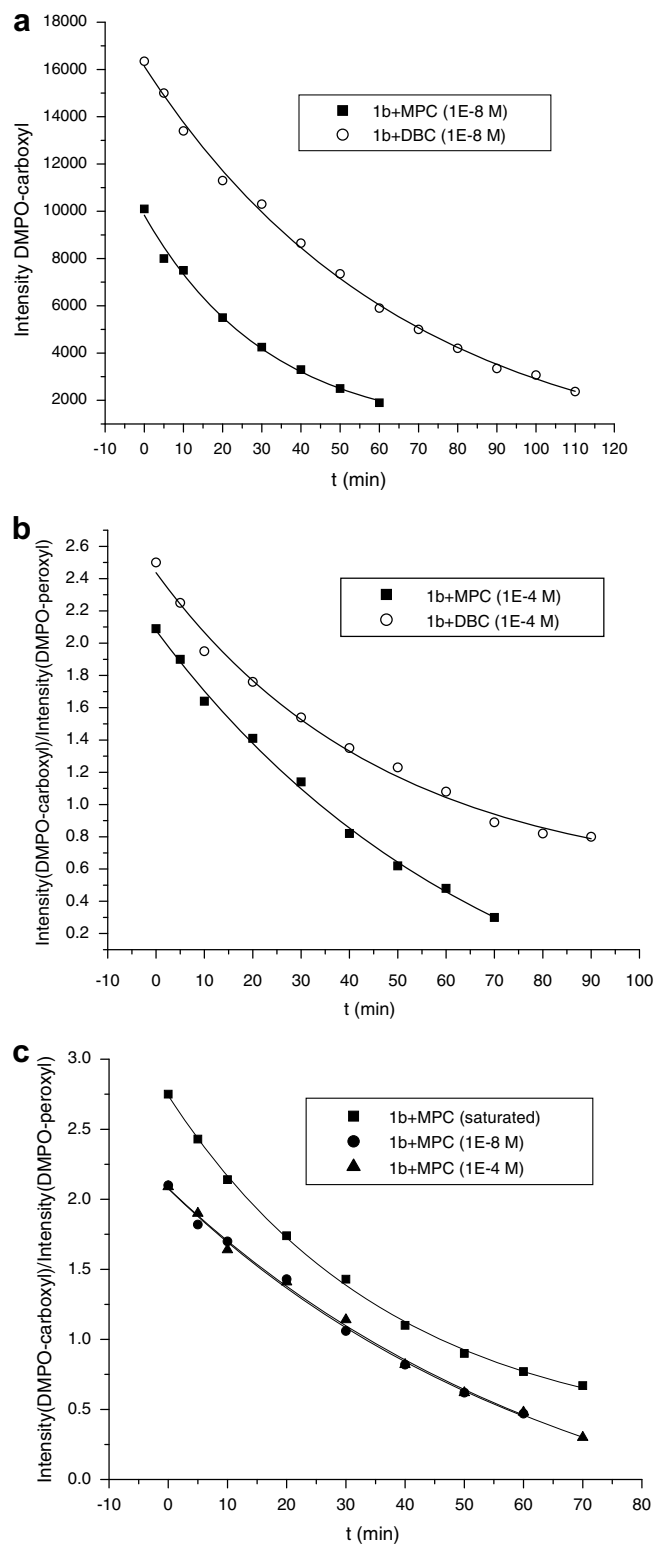 a
18000
16000
14000
12000
10000
8000
6000
4000
2000
Intensity DMPO-carboxyl
1b+MPC (1E-8 M)
1b+DBC (1E-8 M)
-10 0 10 20 30 40 50 60 70 80 90 100 110 120
t (min)
b
2.6
2.4
2.2
2.0
1.8
1.6
1.4
1.2
1.0
0.8
0.6
0.4
0.2
Intensity(DMPO-carboxyl)/Intensity(DMPO-peroxyl)
1b+MPC (1E-4 M)
1b+DBC (1E-4 M)
-10 0 10 20 30 40 50 60 70 80 90 100
t (min)
c
3.0
2.5
2.0
1.5
1.0
0.5
0.0
Intensity(DMPO-carboxyl)/Intensity(DMPO-peroxyl)
1b+MPC (saturated)
1b+MPC (1E-8 M)
1b+MPC (1E-4 M)
-10 0 10 20 30 40 50 60 70 80
t (min)